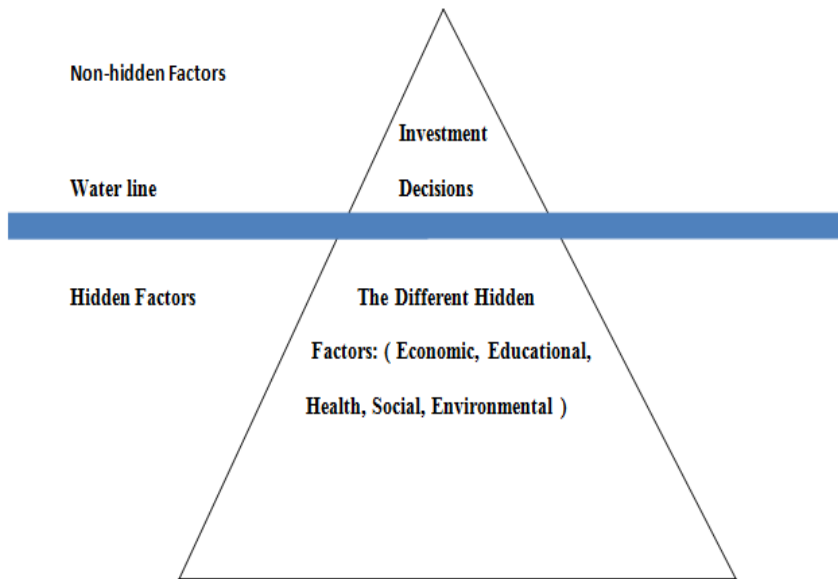 Non-hidden Factors
Investment
Water line
Decisions
Hidden Factors
The Different Hidden
Factors: ( Economic, Educational,
Health, Social, Environmental )